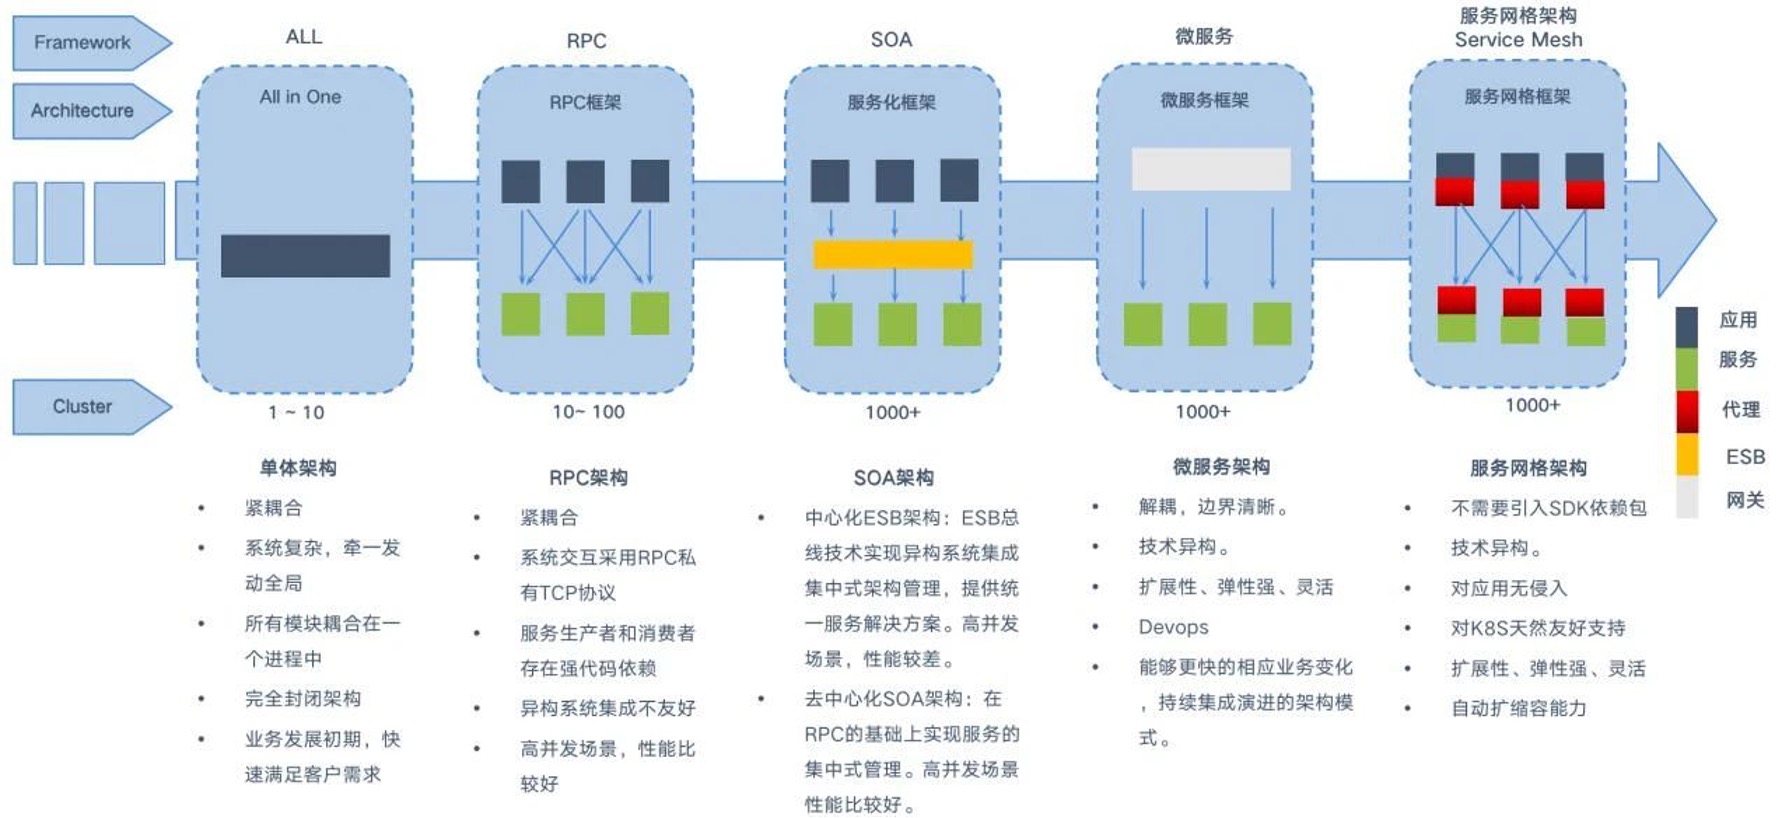 Framework
ALL
RPC
SOA
微服务
服务网格架构
Service Mesh
Architecture
All in One
RPC框架
服务化框架
微服务框架
服务网格框架
应用
服务
代理
ESB
网关
Cluster
1 ~ 10
10~ 100
1000+
1000+
1000+
单体架构
• 紧耦合
• 系统复杂，牵一发
动全局
• 所有模块耦合在一
个进程中
• 完全封闭架构
• 业务发展初期，快
速满足客户需求
RPC架构
• 紧耦合
• 系统交互采用RPC私
有TCP协议
• 服务生产者和消费者
存在强代码依赖
• 异构系统集成不友好
• 高并发场景，性能比
较好
SOA架构
• 中心化ESB架构：ESB总
线技术实现异构系统集成
集中式架构管理，提供统
一服务解决方案。高并发
场景，性能较差。
• 去中心化SOA架构：在
RPC的基础上实现服务的
集中式管理。高并发场景
性能比较好。
微服务架构
• 解耦，边界清晰。
• 技术异构。
• 扩展性、弹性强、灵活
• Devops
• 能够更快的相应业务变化
，持续集成演进的架构模
式。
服务网格架构
• 不需要引入SDK依赖包
• 技术异构。
• 对应用无侵入
• 对K8S天然友好支持
• 扩展性、弹性强、灵活
• 自动扩缩容能力